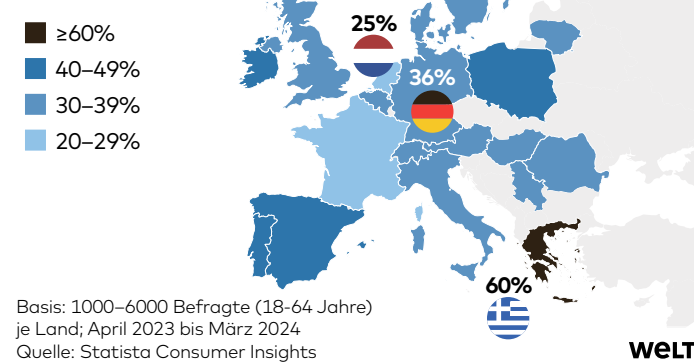 ≥60%
40–49%
30–39%
20–29%
25%
36%
60%
Basis: 1000–6000 Befragte (18-64 Jahre)
je Land; April 2023 bis März 2024
Quelle: Statista Consumer Insights
WELT